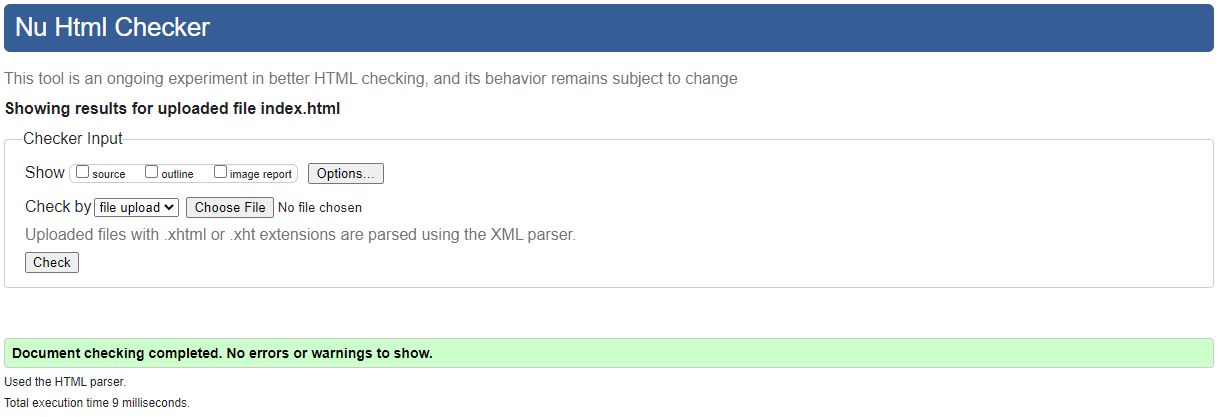 Nu Html Checker
This tool is an ongoing experiment in better HTML checking, and its behavior remains subject to change
Showing results for uploaded file index.html
Checker Input
Show source outline image report Options...
Check by file upload Choose File No file chosen
Uploaded files with .xhtml or .xht extensions are parsed using the XML parser.
Check
Document checking completed. No errors or warnings to show.
Used the HTML parser.
Total execution time 9 milliseconds.